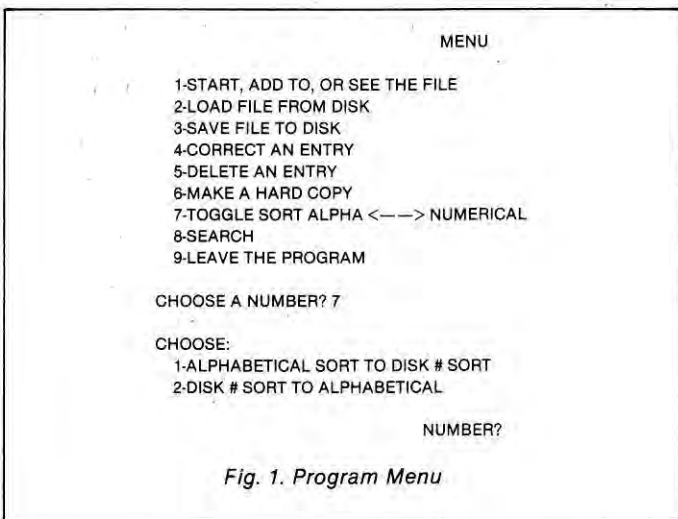 MENU
1-START, ADD TO, OR SEE THE FILE
2-LOAD FILE FROM DISK
3-SAVE FILE TO DISK
4-CORRECT AN ENTRY
5-DELETE AN ENTRY
6-MAKE A HARD COPY
7-TOGGLE SORT ALPHA <——> NUMERICAL
8-SEARCH
9-LEAVE THE PROGRAM
CHOOSE A NUMBER? 7
CHOOSE:
1-ALPHABETICAL SORT TO DISK # SORT
2-DISK # SORT TO ALPHABETICAL
NUMBER?
Fig. 1. Program Menu